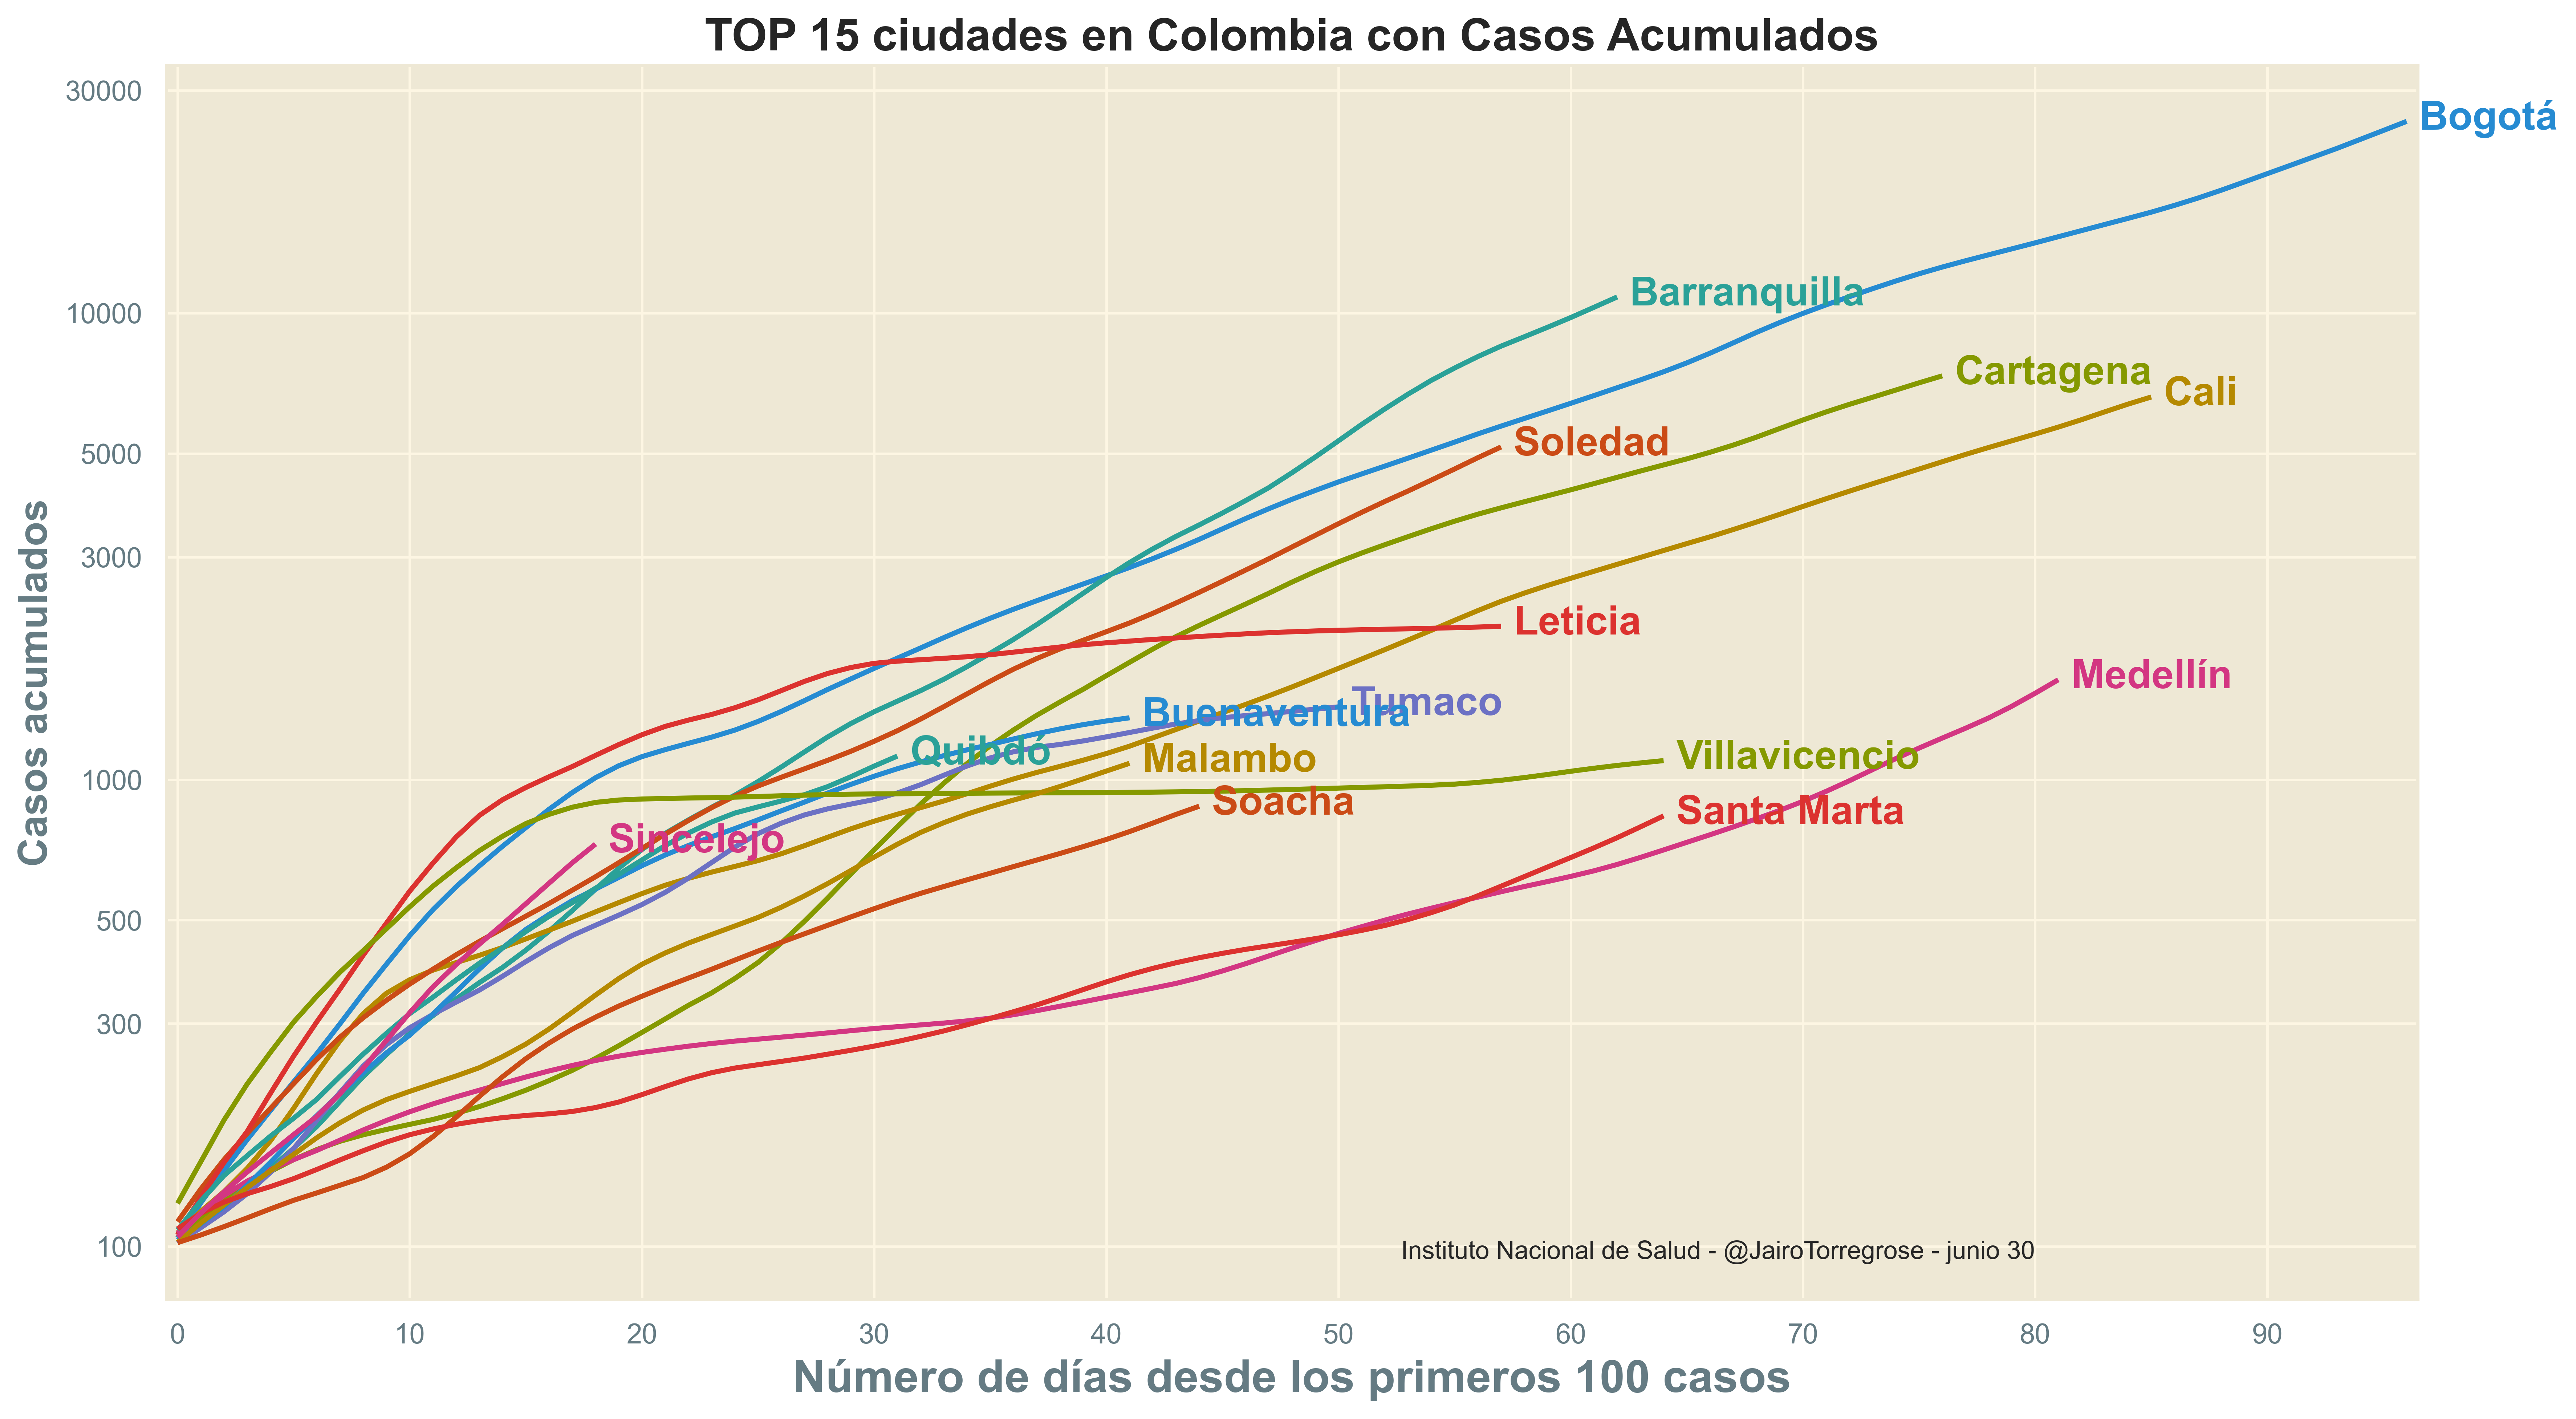 TOP 15 ciudades en Colombia con Casos Acumulados
30000
10000
5000
3000
1000
500
300
100
Casos acumulados
Bogotá
Barranquilla
Cartagena
Cali
Soledad
Leticia
Medellín
Tumaco
Buenaventura
Quibdó
Malambo
Villavicencio
Soacha
Santa Marta
Sincelejo
Instituto Nacional de Salud - @JairoTorregrose - junio 30
0 10 20 30 40 50 60 70 80 90
Número de días desde los primeros 100 casos